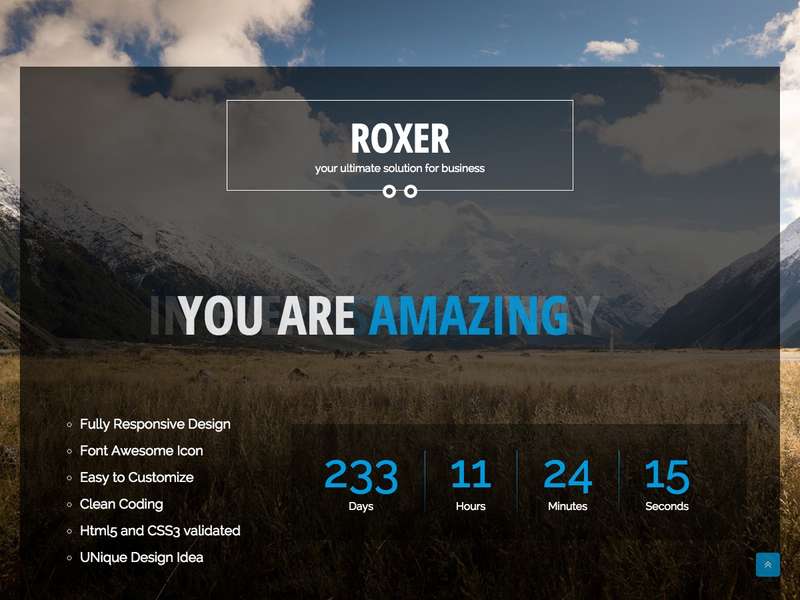 ROXER
your ultimate solution for business
YOU ARE AMAZING
Fully Responsive Design
Font Awesome Icon
Easy to Customize
Clean Coding
Html5 and CSS3 validated
UNique Design Idea
233 11 24 15
Days Hours Minutes Seconds